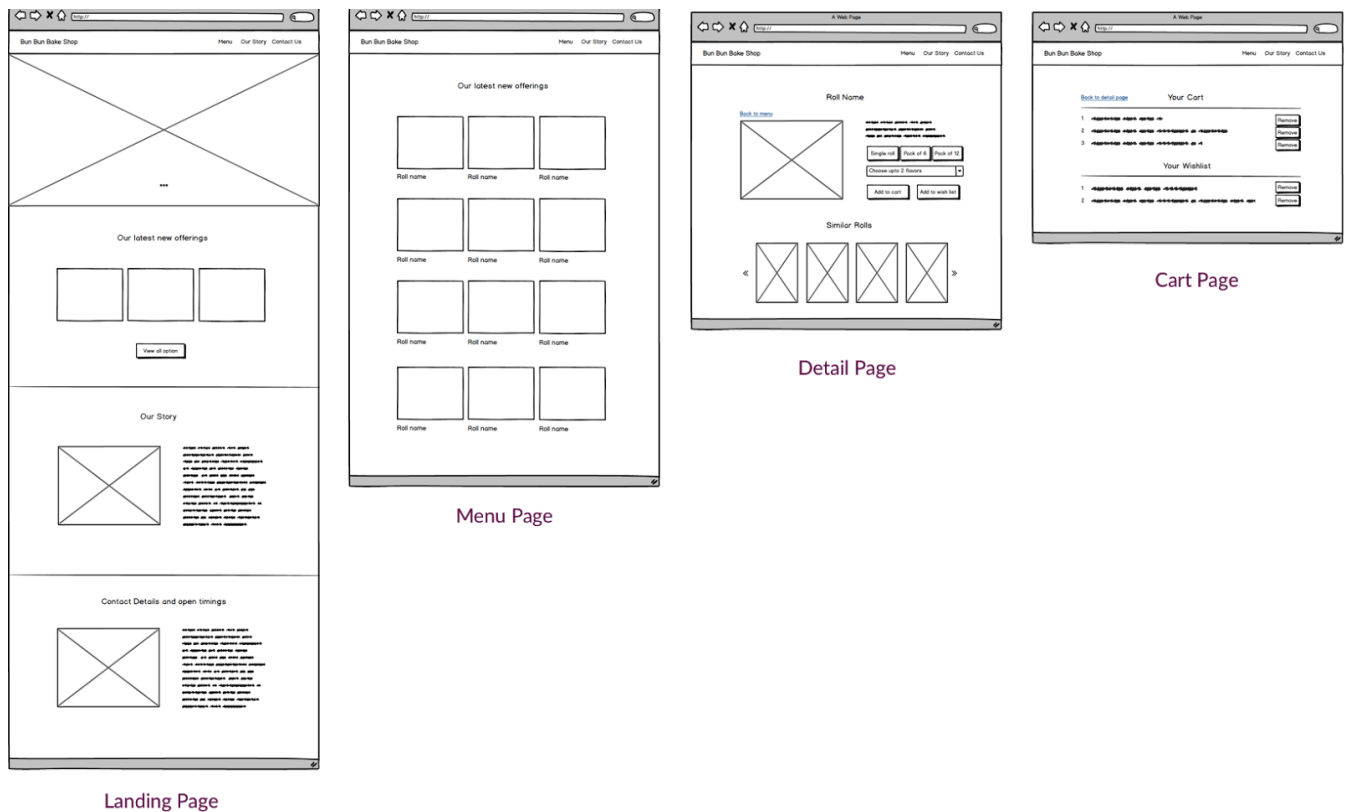 http://
Bun Bun Bake Shop
Menu Our Story Contact Us
Our latest new offerings
View all option
Our Story
Contact Details and open timings
Landing Page
http://
Bun Bun Bake Shop
Menu Our Story Contact Us
Our latest new offerings
Roll name Roll name Roll name
Roll name Roll name Roll name
Roll name Roll name Roll name
Roll name Roll name Roll name
Menu Page
A Web Page
http://
Bun Bun Bake Shop
Menu Our Story Contact Us
Roll Name
Back to menu
Single roll Pack of 6 Pack of 12
Choose upto 2 flavors
Add to cart Add to wish list
Similar Rolls
Detail Page
A Web Page
http://
Bun Bun Bake Shop
Menu Our Story Contact Us
Back to detail page Your Cart
1 Remove
2 Remove
3 Remove
Your Wishlist
1 Remove
2 Remove
Cart Page